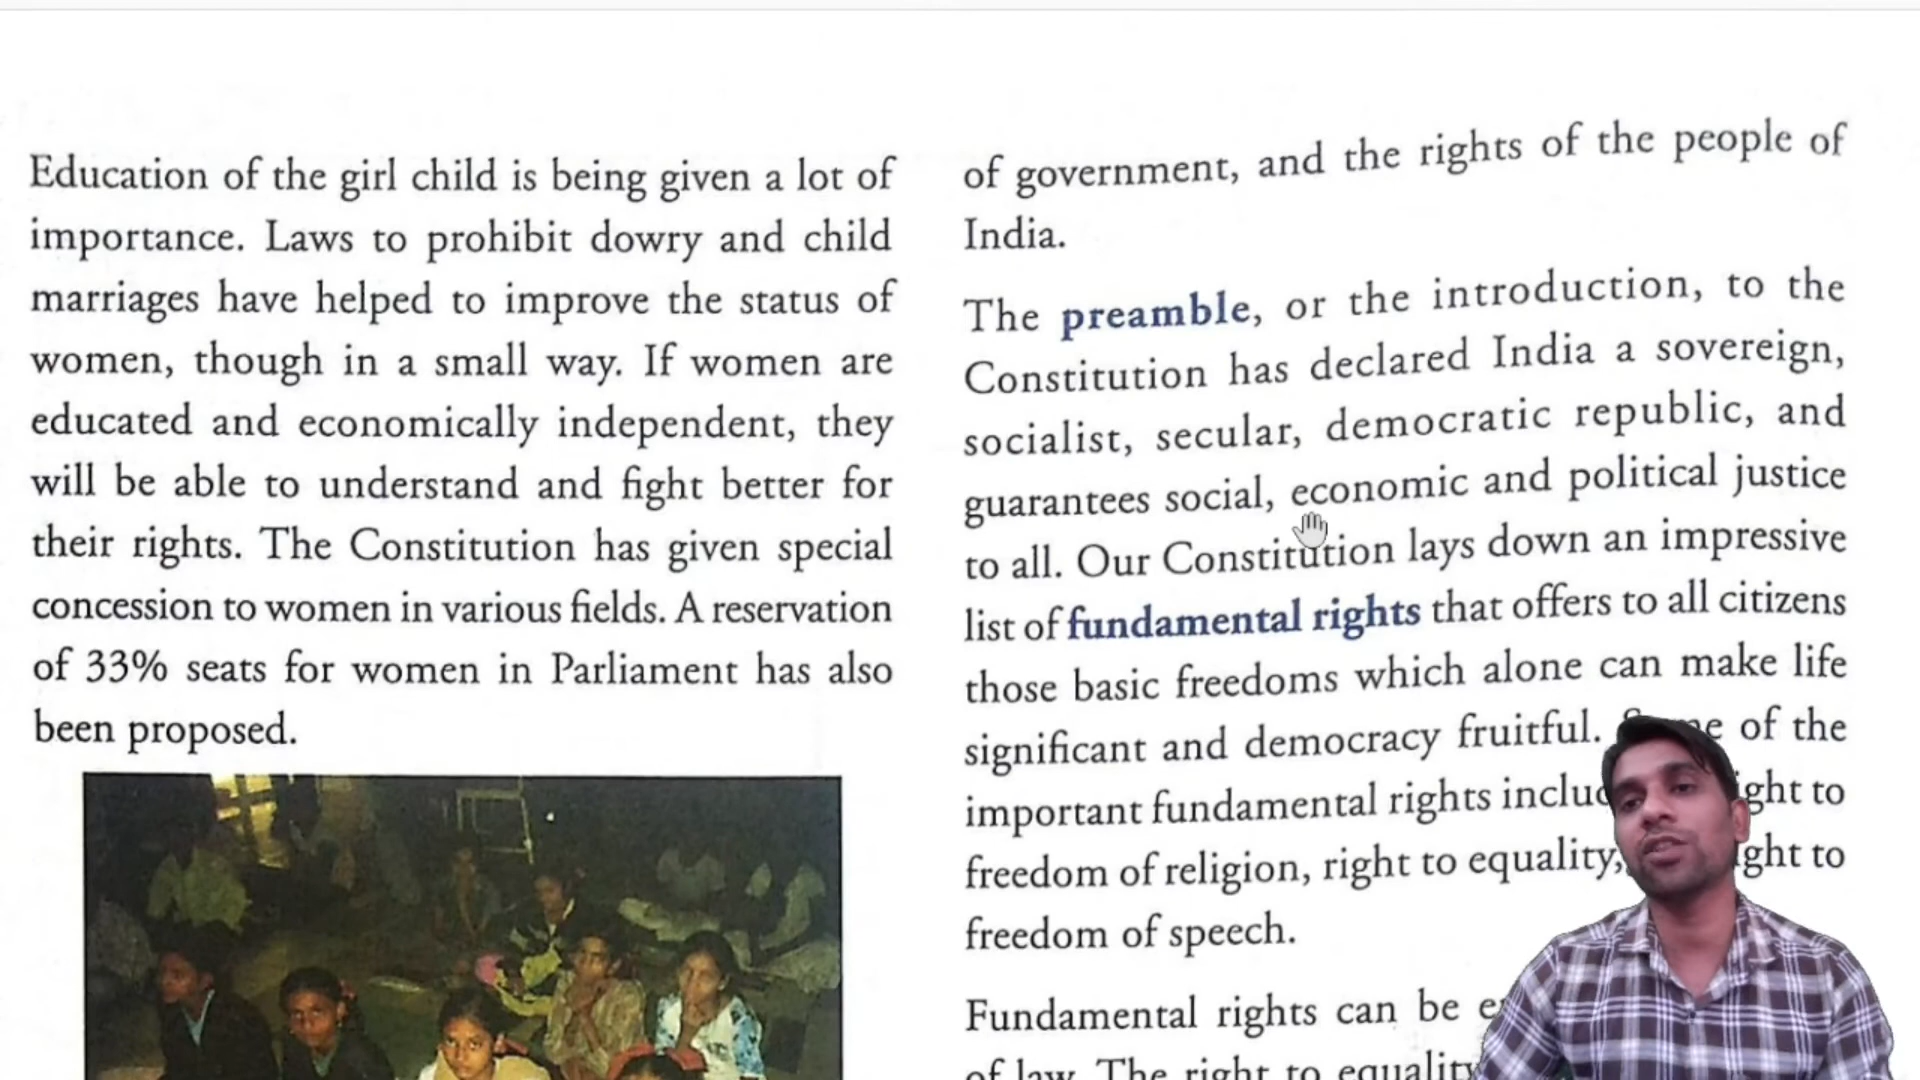 Education of the girl child is being given a lot of
importance. Laws to prohibit dowry and child
marriages have helped to improve the status of
women, though in a small way. If women are
educated and economically independent, they
will be able to understand and fight better for
their rights. The Constitution has given special
concession to women in various fields. A reservation
of 33% seats for women in Parliament has also
been proposed.
of government, and the rights of the people of
India.
The preamble, or the introduction, to the
Constitution has declared India a sovereign,
socialist, secular, democratic republic, and
guarantees social, economic and political justice
to all. Our Constitution lays down an impressive
list of fundamental rights that offers to all citizens
those basic freedoms which alone can make life
significant and democracy fruitful. of the
important fundamental rights to
freedom of religion, right to equality, to
freedom of speech.
Fundamental rights can be
of law. The right to equality